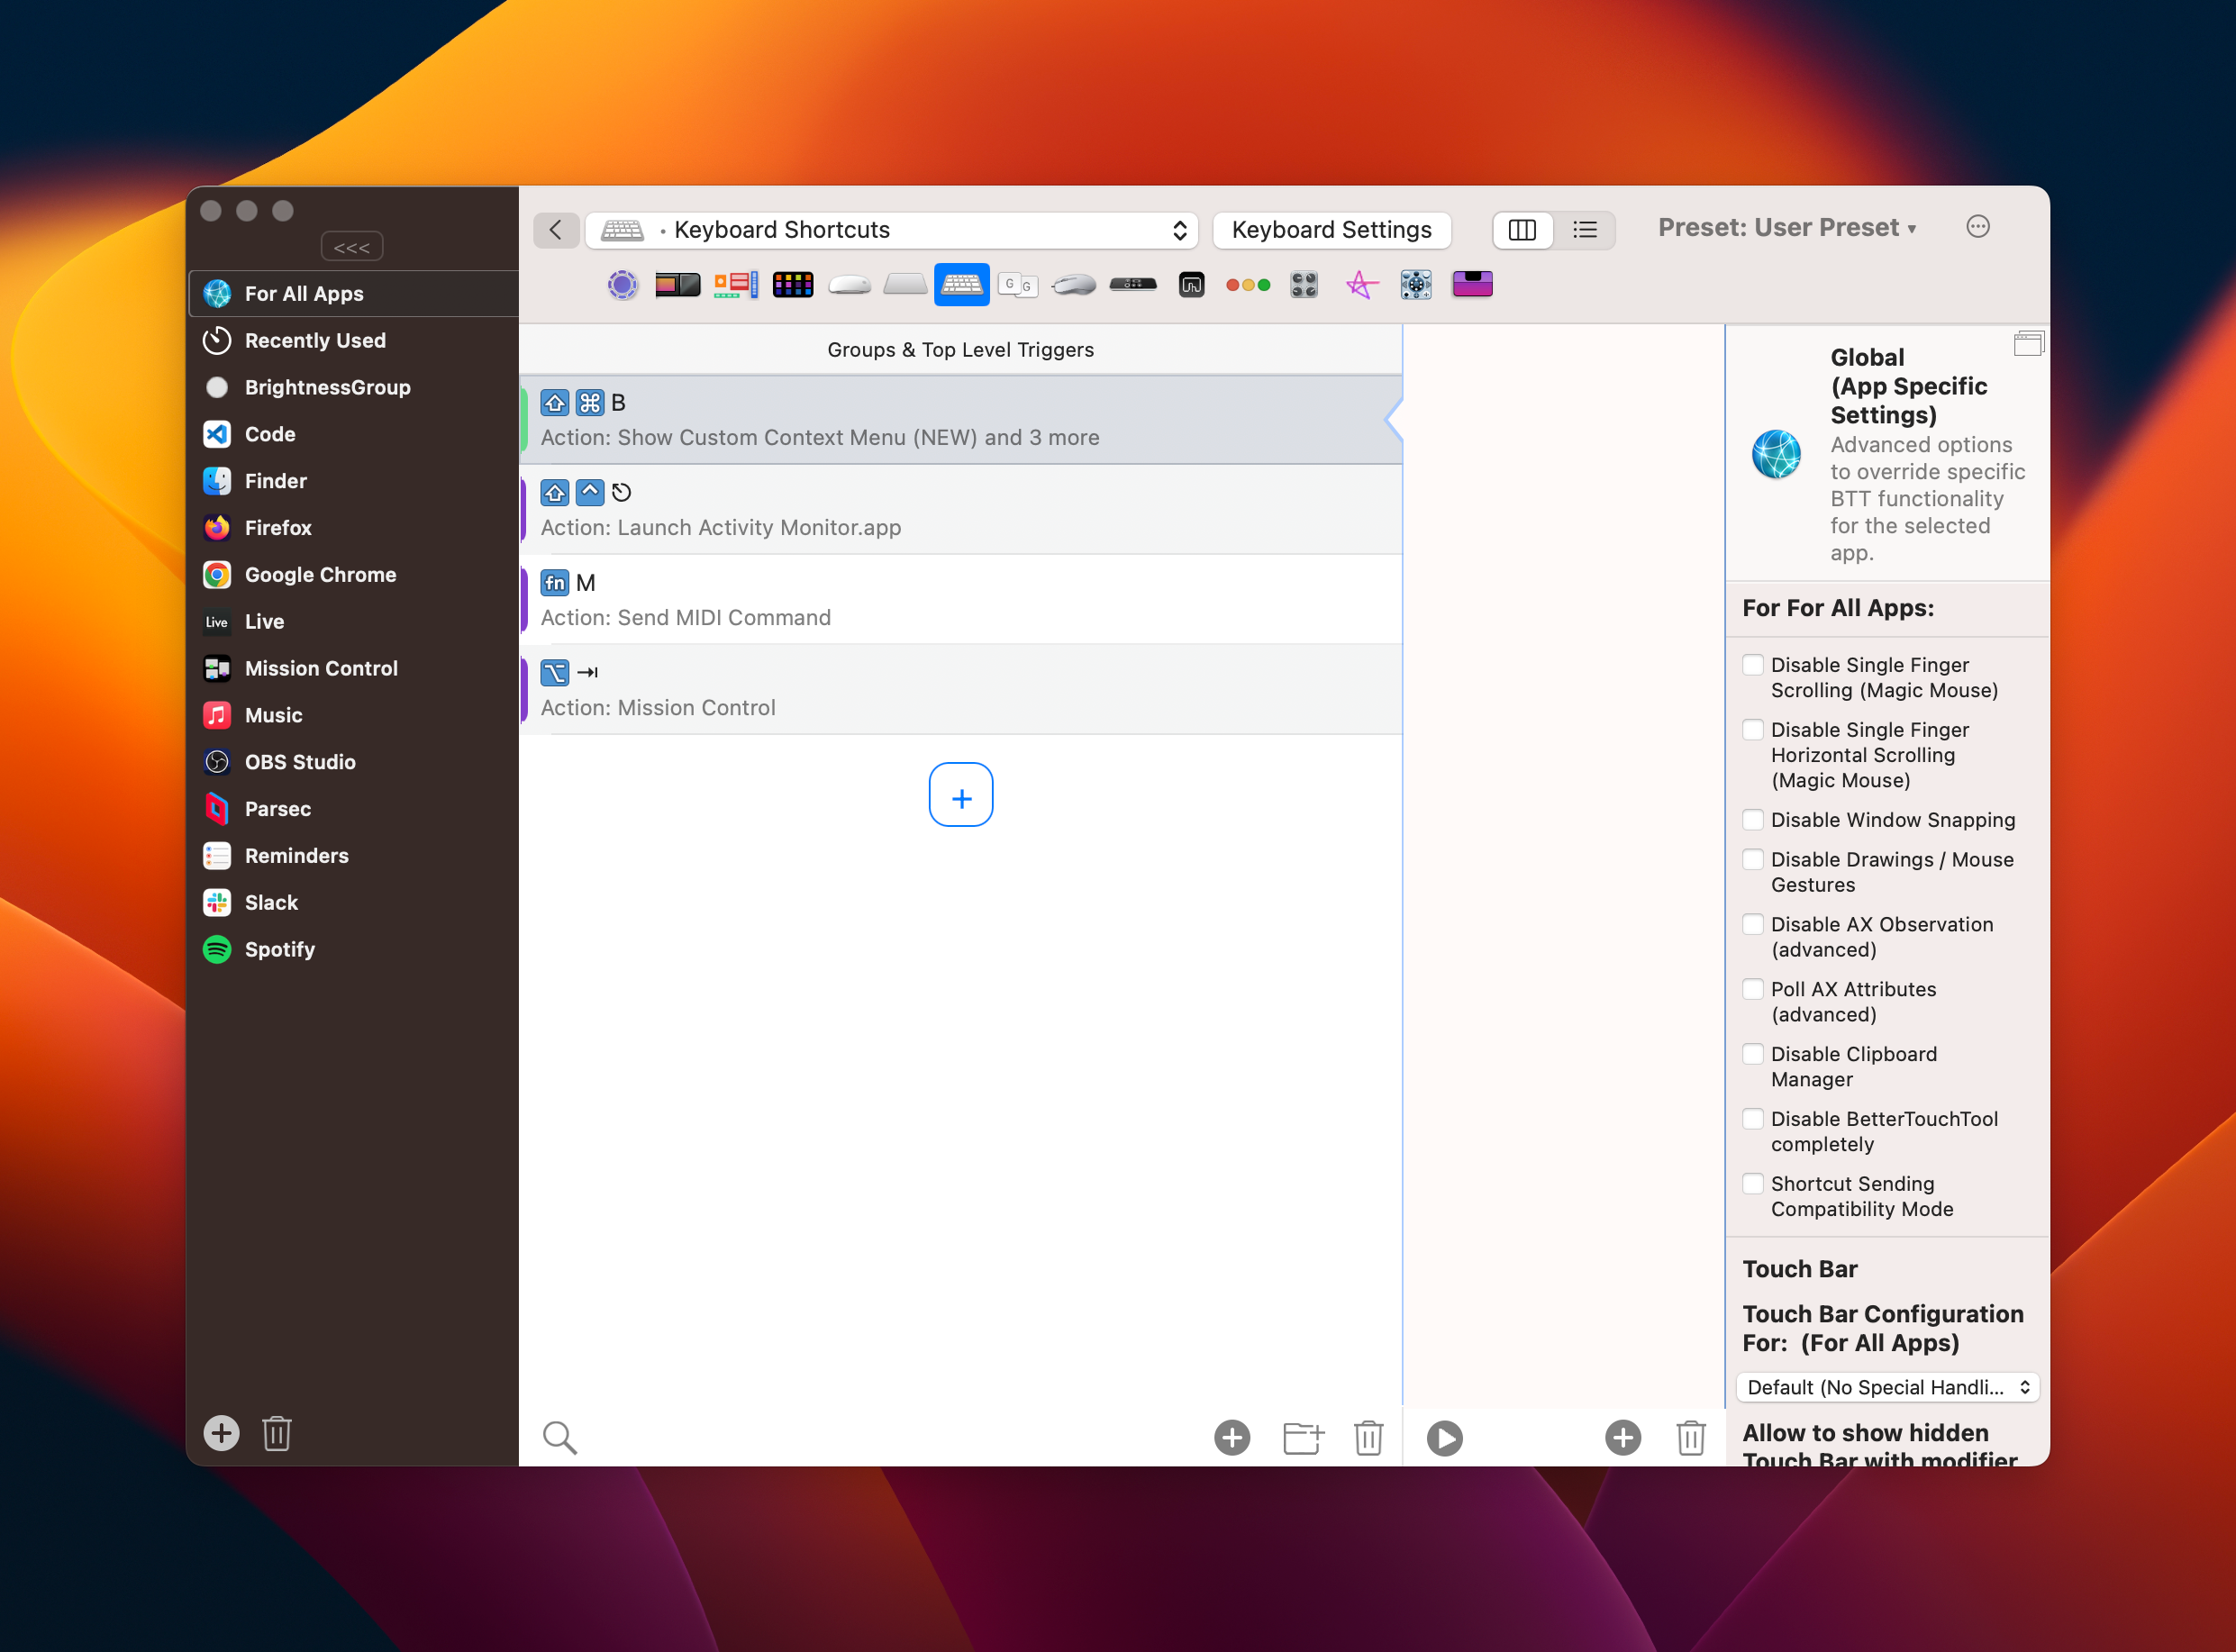 <<<
For All Apps
Recently Used
BrightnessGroup
Code
Finder
Firefox
Google Chrome
Live
Live
Mission Control
Music
OBS Studio
Parsec
Reminders
Slack
Spotify
• Keyboard Shortcuts
Keyboard Settings
Preset: User Preset ▾
G G
Groups & Top Level Triggers
⇧ ⌘ B
Action: Show Custom Context Menu (NEW) and 3 more
⇧ ⌃ ⎋
Action: Launch Activity Monitor.app
fn M
Action: Send MIDI Command
⌥ ⇥
Action: Mission Control
+
Global
(App Specific
Settings)
Advanced options
to override specific
BTT functionality
for the selected
app.
For For All Apps:
Disable Single Finger
Scrolling (Magic Mouse)
Disable Single Finger
Horizontal Scrolling
(Magic Mouse)
Disable Window Snapping
Disable Drawings / Mouse
Gestures
Disable AX Observation
(advanced)
Poll AX Attributes
(advanced)
Disable Clipboard
Manager
Disable BetterTouchTool
completely
Shortcut Sending
Compatibility Mode
Touch Bar
Touch Bar Configuration
For: (For All Apps)
Default (No Special Handli...
Allow to show hidden
Touch Bar with modifier